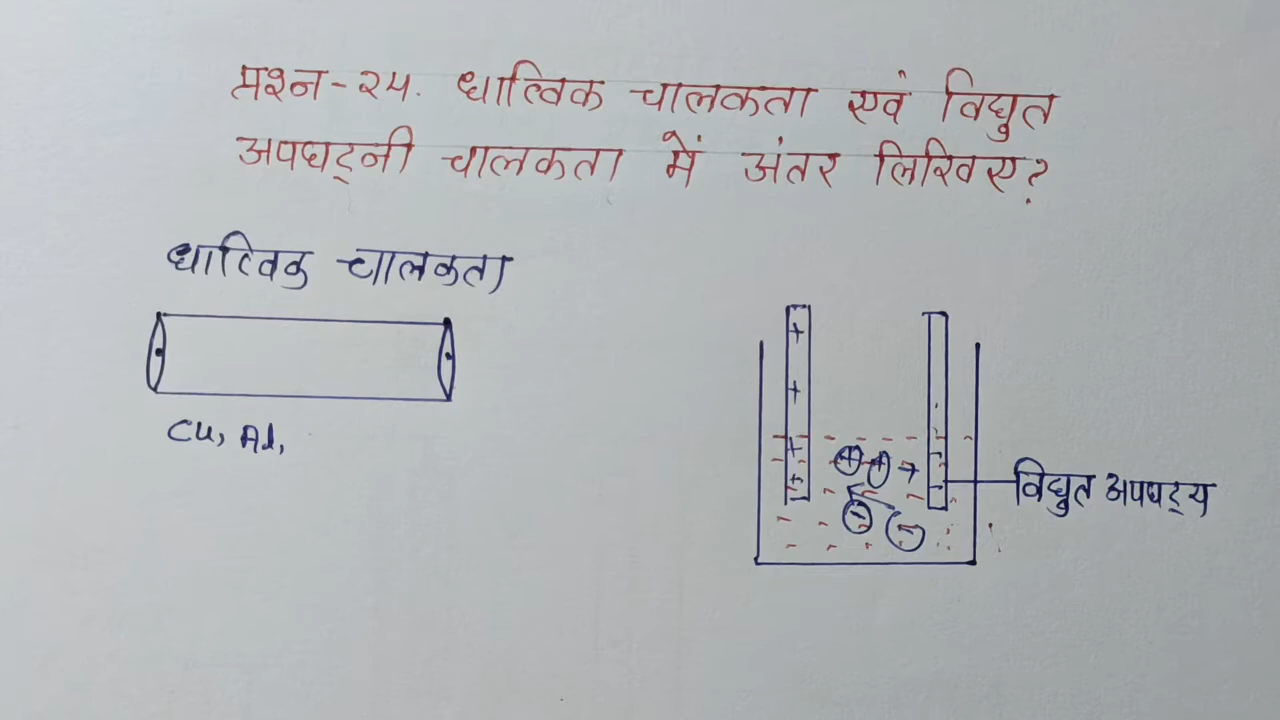 प्रश्न-२५. धात्विक चालकता एवं विद्युत
अपघट्नी चालकता में अंतर लिखिए?
धात्विक चालकता
Cu, Al,
विद्युत अपघट्य